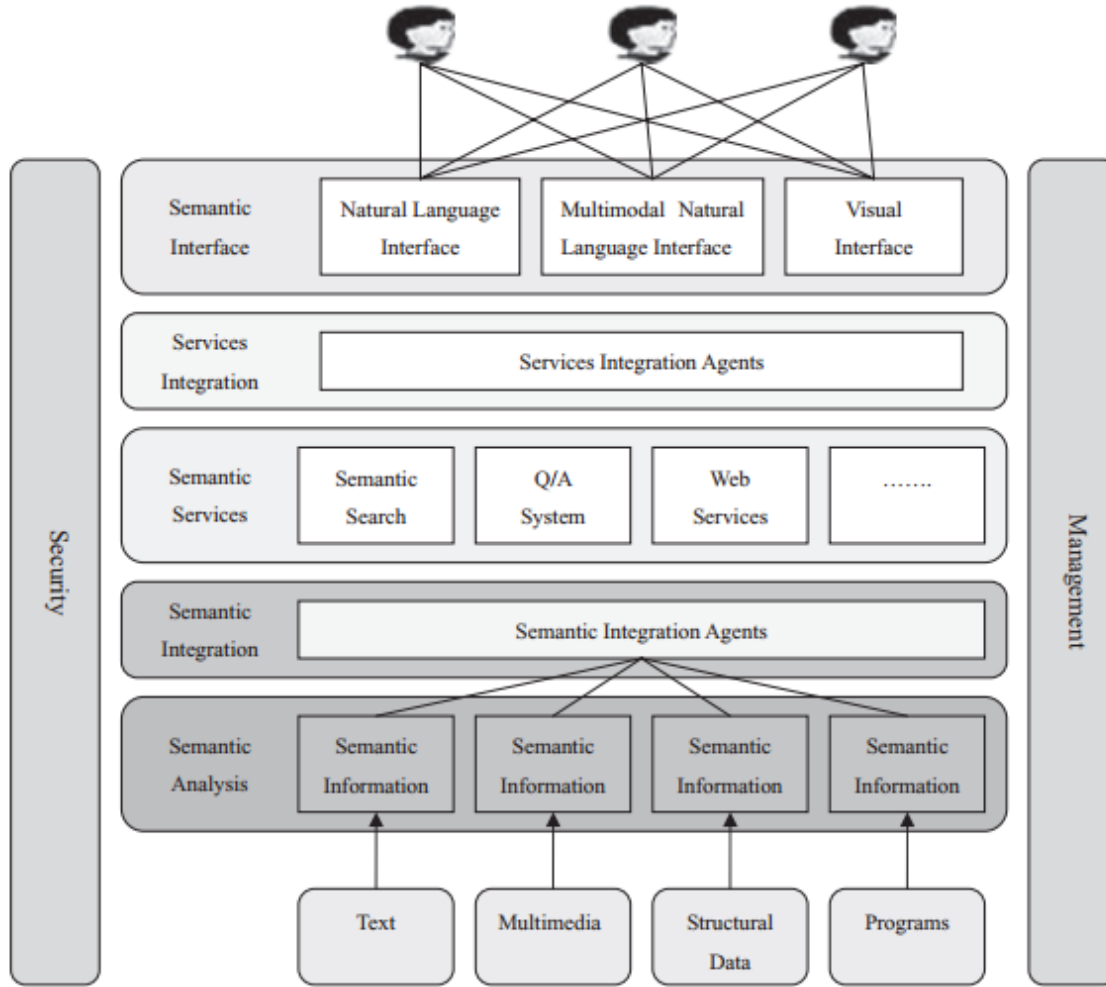 Security
Semantic
Interface
Natural Language
Interface
Multimodal Natural
Language Interface
Visual
Interface
Services
Integration
Services Integration Agents
Semantic
Services
Semantic
Search
Q/A
System
Web
Services
…….
Semantic
Integration
Semantic Integration Agents
Semantic
Analysis
Semantic
Information
Semantic
Information
Semantic
Information
Semantic
Information
Text
Multimedia
Structural
Data
Programs
Management